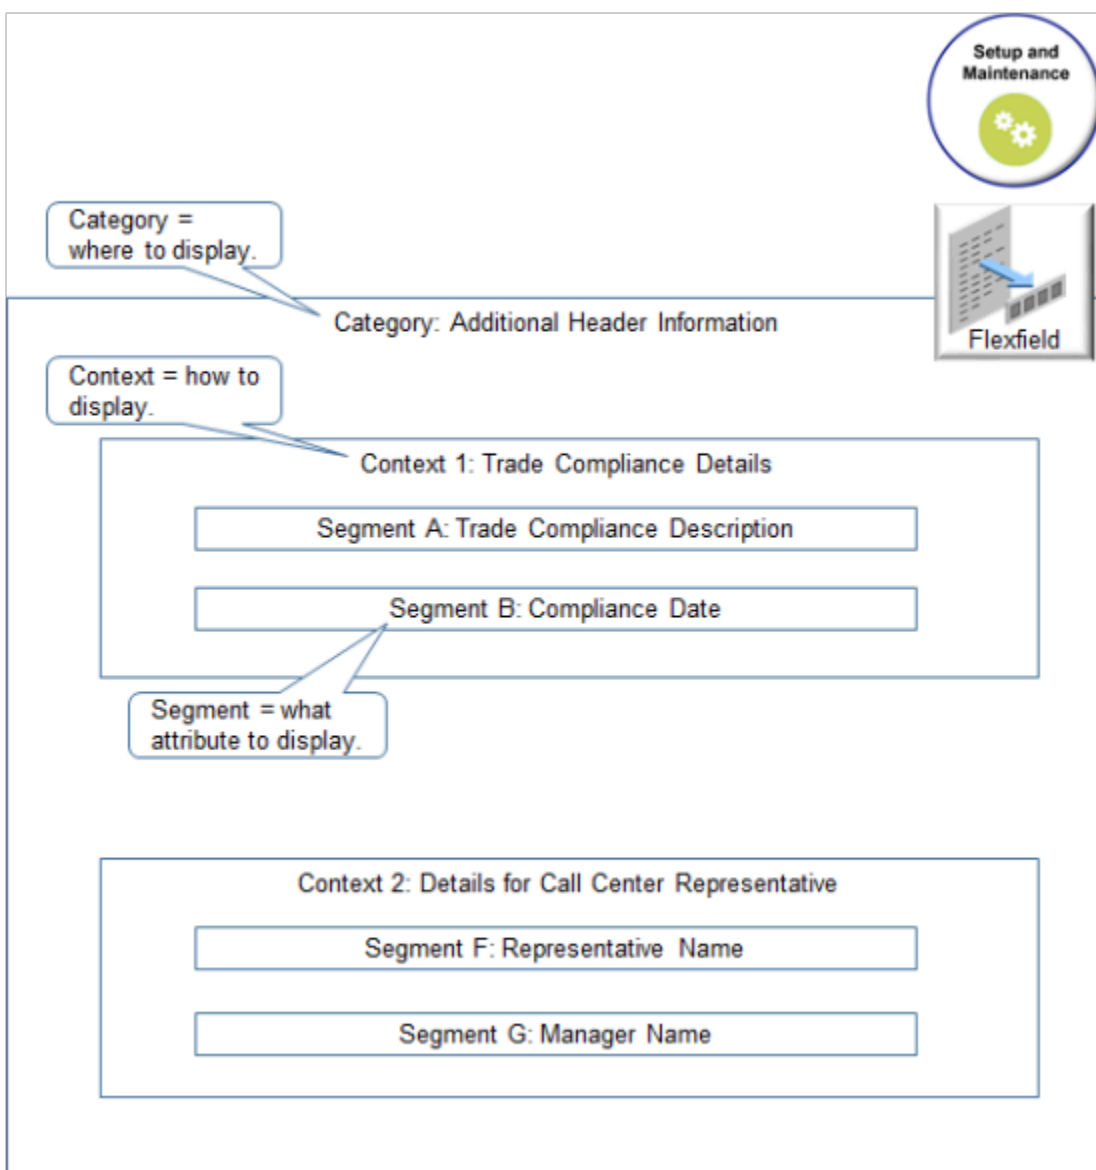 Setup and
Maintenance
Category =
where to display.
Flexfield
Category: Additional Header Information
Context = how to
display.
Context 1: Trade Compliance Details
Segment A: Trade Compliance Description
Segment B: Compliance Date
Segment = what
attribute to display.
Context 2: Details for Call Center Representative
Segment F: Representative Name
Segment G: Manager Name